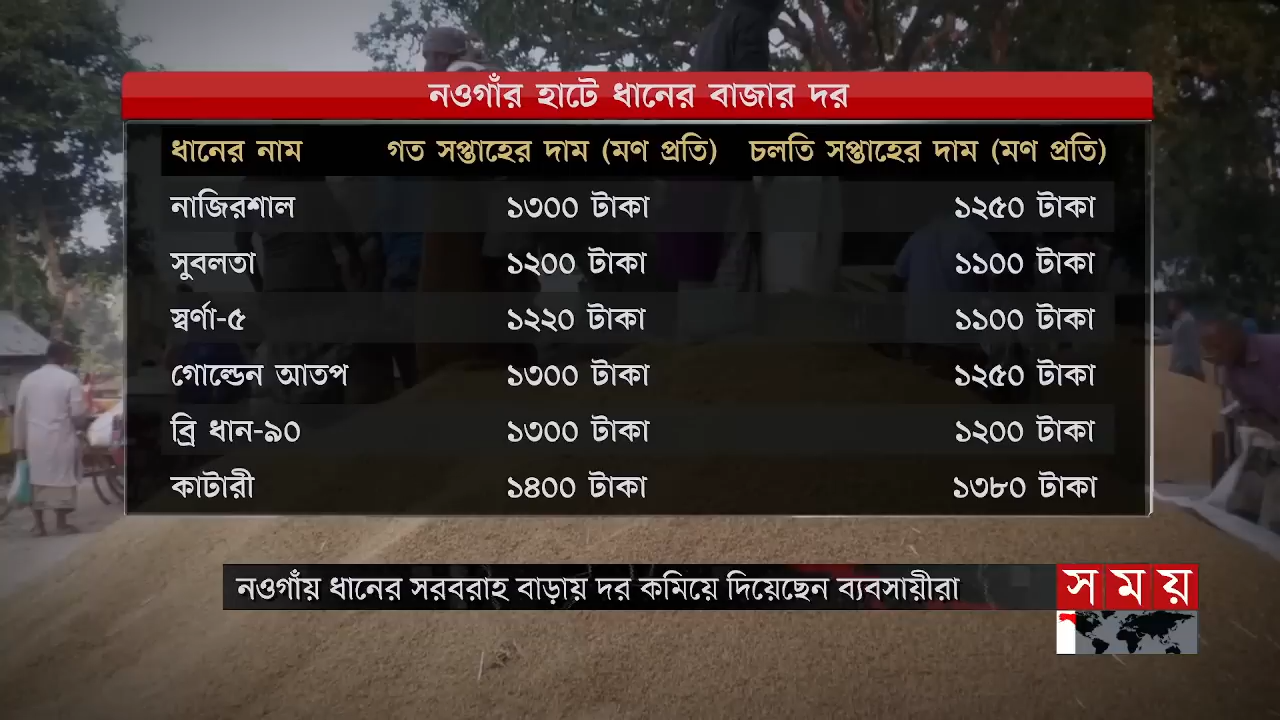 নওগাঁর হাটে ধানের বাজার দর
ধানের নাম গত সপ্তাহের দাম (মণ প্রতি) চলতি সপ্তাহের দাম (মণ প্রতি)
নাজিরশাল ১৩০০ টাকা ১২৫০ টাকা
সুবলতা ১২০০ টাকা ১১০০ টাকা
স্বর্ণা-৫ ১২২০ টাকা ১১০০ টাকা
গোল্ডেন আতপ ১৩০০ টাকা ১২৫০ টাকা
ব্রি ধান-৯০ ১৩০০ টাকা ১২০০ টাকা
কাটারী ১৪০০ টাকা ১৩৮০ টাকা
নওগাঁয় ধানের সরবরাহ বাড়ায় দর কমিয়ে দিয়েছেন ব্যবসায়ীরা
সময়